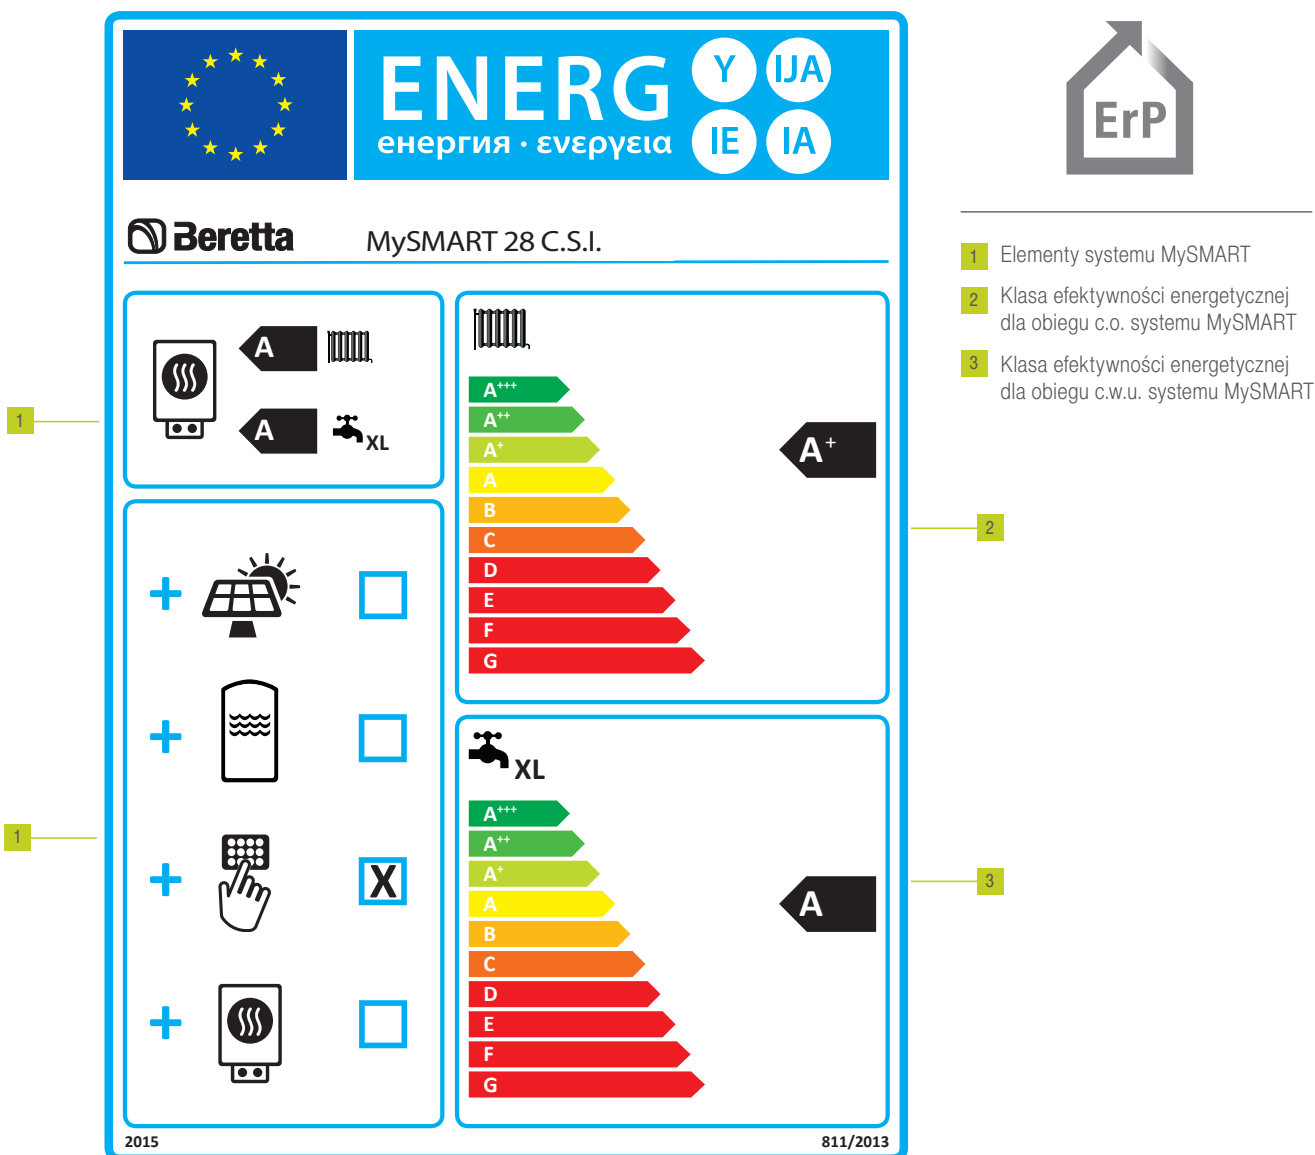 ENERG
енергия · ενεργεια
Y IJA
IE IA
ErP
Beretta
MySMART 28 C.S.I.
1 Elementy systemu MySMART
2 Klasa efektywności energetycznej
dla obiegu c.o. systemu MySMART
3 Klasa efektywności energetycznej
dla obiegu c.w.u. systemu MySMART
A
A
XL
1
A+++
A++
A+
A
B
C
D
E
F
G
A+
2
X
1
XL
A+++
A++
A+
A
B
C
D
E
F
G
A
3
2015
811/2013